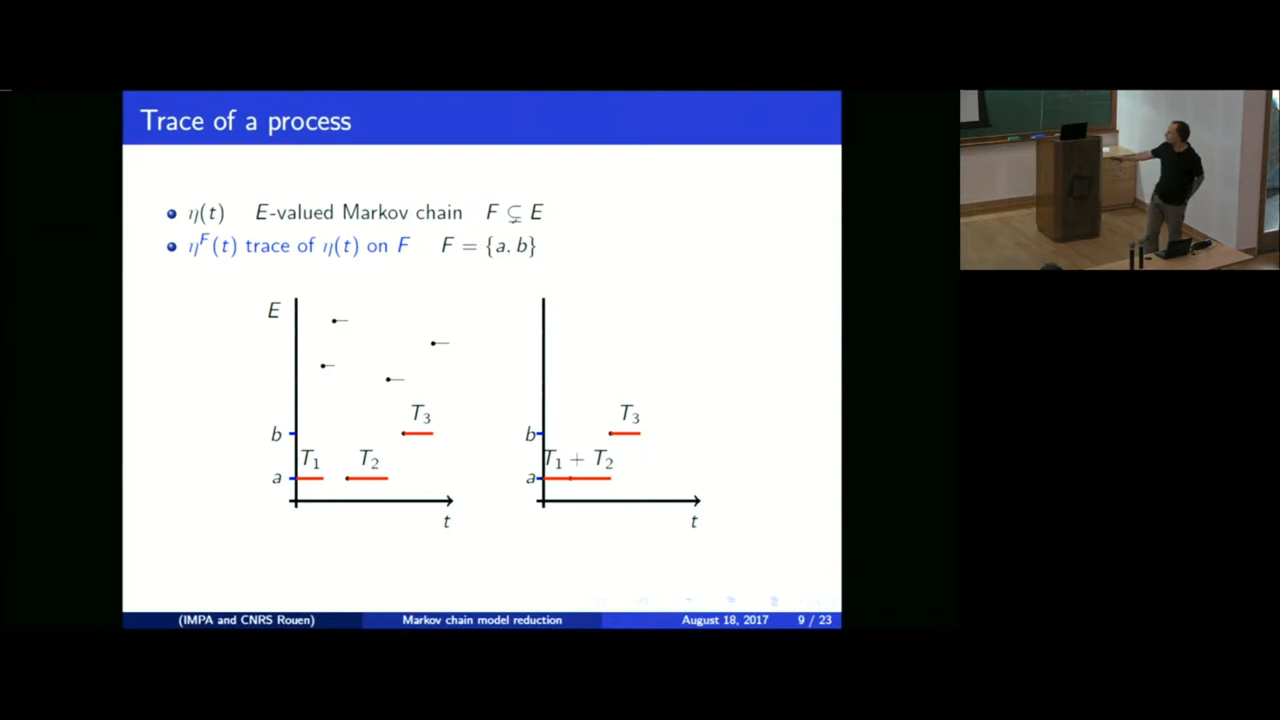 Trace of a process
η(t) E-valued Markov chain F ⊊ E
η^F(t) trace of η(t) on F F = {a, b}
E
b
a
T₁
T₂
T₃
t
b
a
T₁ + T₂
T₃
t
(IMPA and CNRS Rouen) Markov chain model reduction August 18, 2017 9 / 23